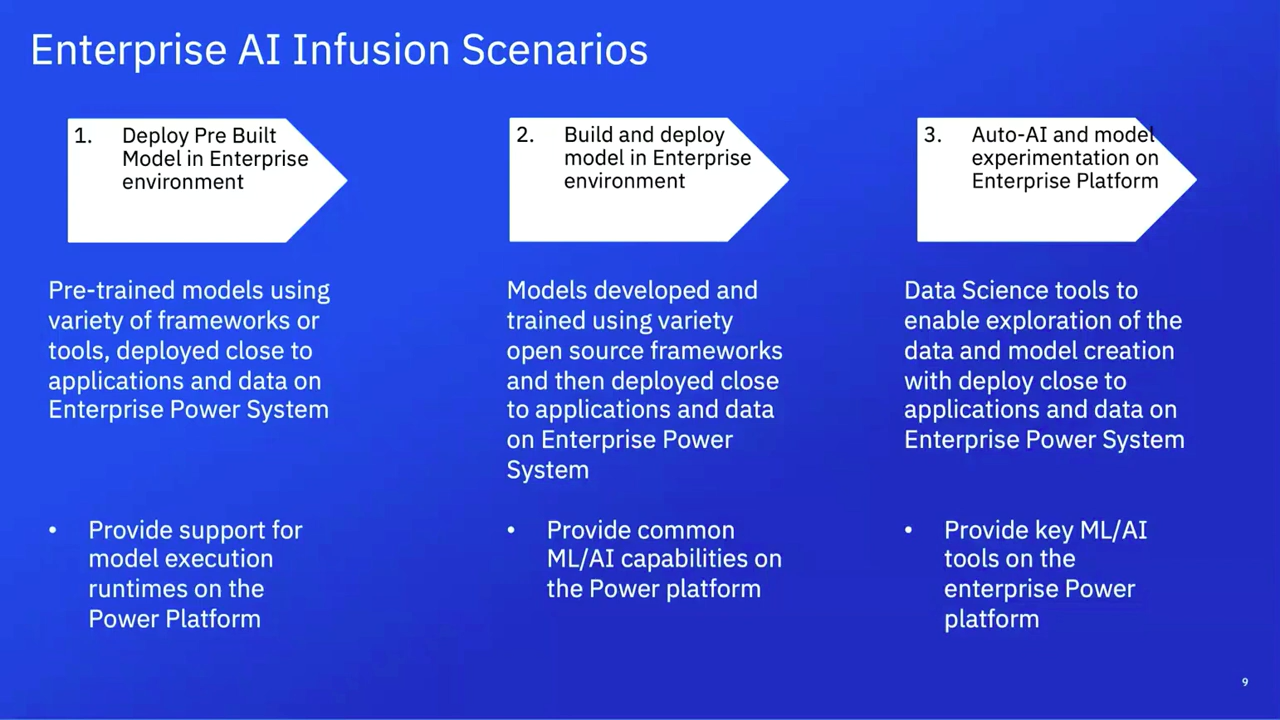 Enterprise AI Infusion Scenarios
1. Deploy Pre Built
Model in Enterprise
environment
Pre-trained models using
variety of frameworks or
tools, deployed close to
applications and data on
Enterprise Power System
• Provide support for
model execution
runtimes on the
Power Platform
2. Build and deploy
model in Enterprise
environment
Models developed and
trained using variety
open source frameworks
and then deployed close
to applications and data
on Enterprise Power
System
• Provide common
ML/AI capabilities on
the Power platform
3. Auto-AI and model
experimentation on
Enterprise Platform
Data Science tools to
enable exploration of the
data and model creation
with deploy close to
applications and data on
Enterprise Power System
• Provide key ML/AI
tools on the
enterprise Power
platform
9